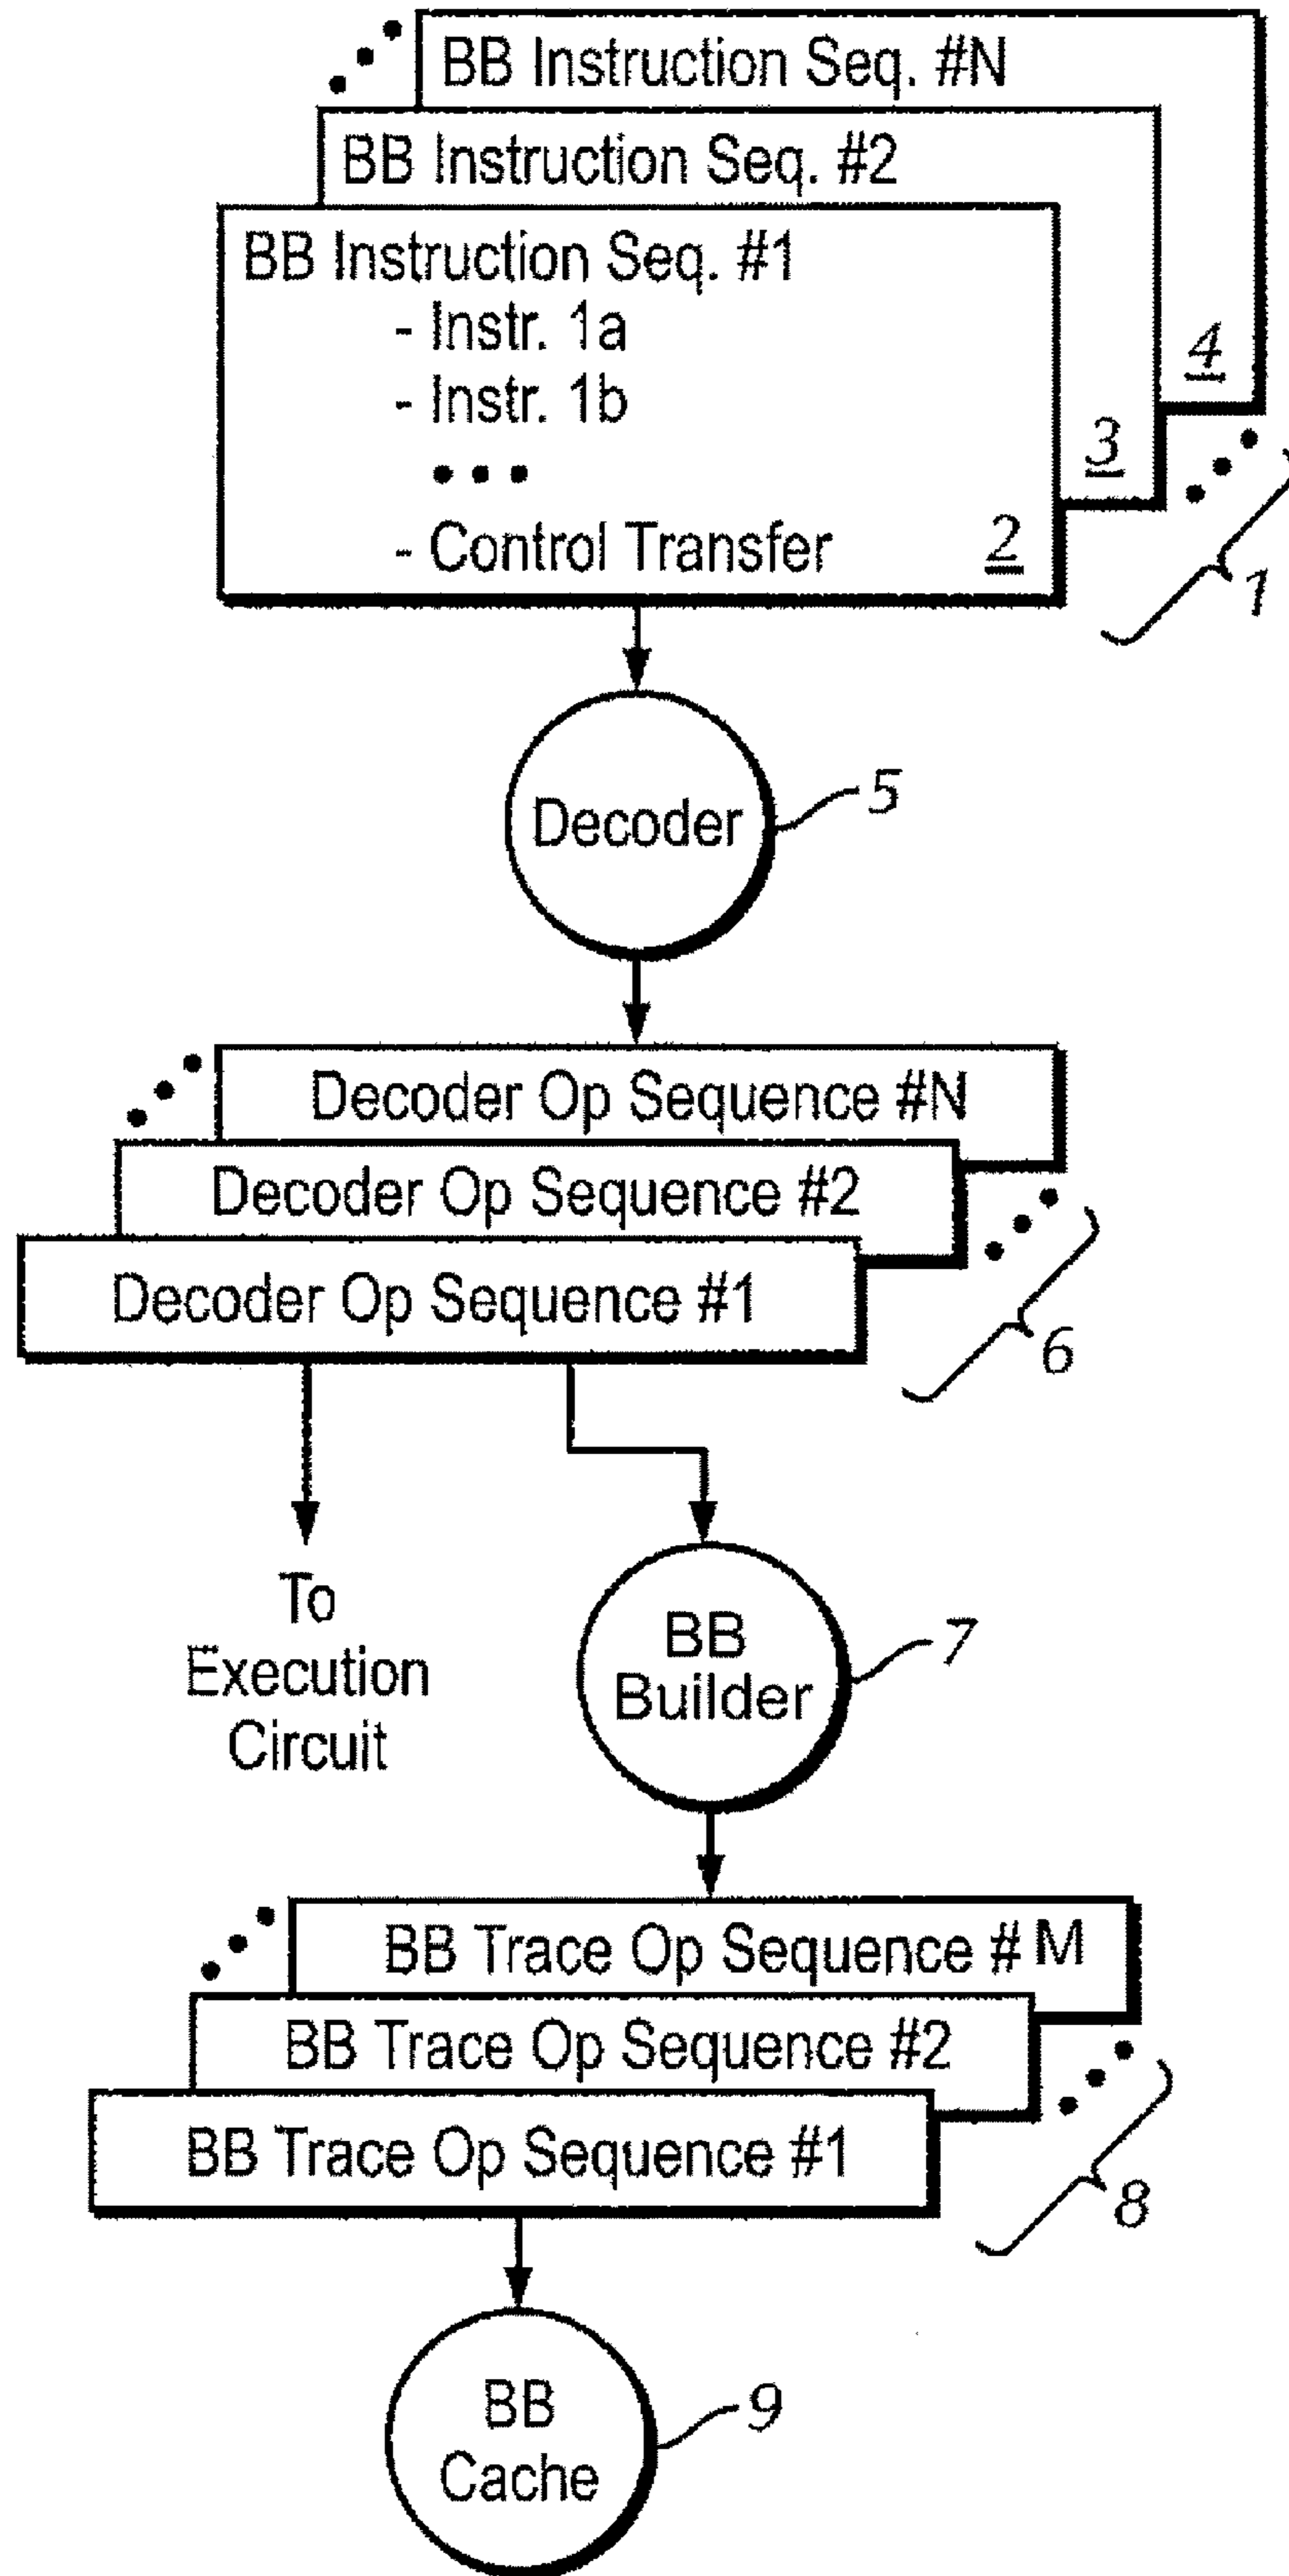 BB Instruction Seq. #N
BB Instruction Seq. #2
BB Instruction Seq. #1
- Instr. 1a
- Instr. 1b
• • •
- Control Transfer
2
3
4
1
Decoder
5
Decoder Op Sequence #N
Decoder Op Sequence #2
Decoder Op Sequence #1
6
To
Execution
Circuit
BB
Builder
7
BB Trace Op Sequence # M
BB Trace Op Sequence #2
BB Trace Op Sequence #1
8
BB
Cache
9